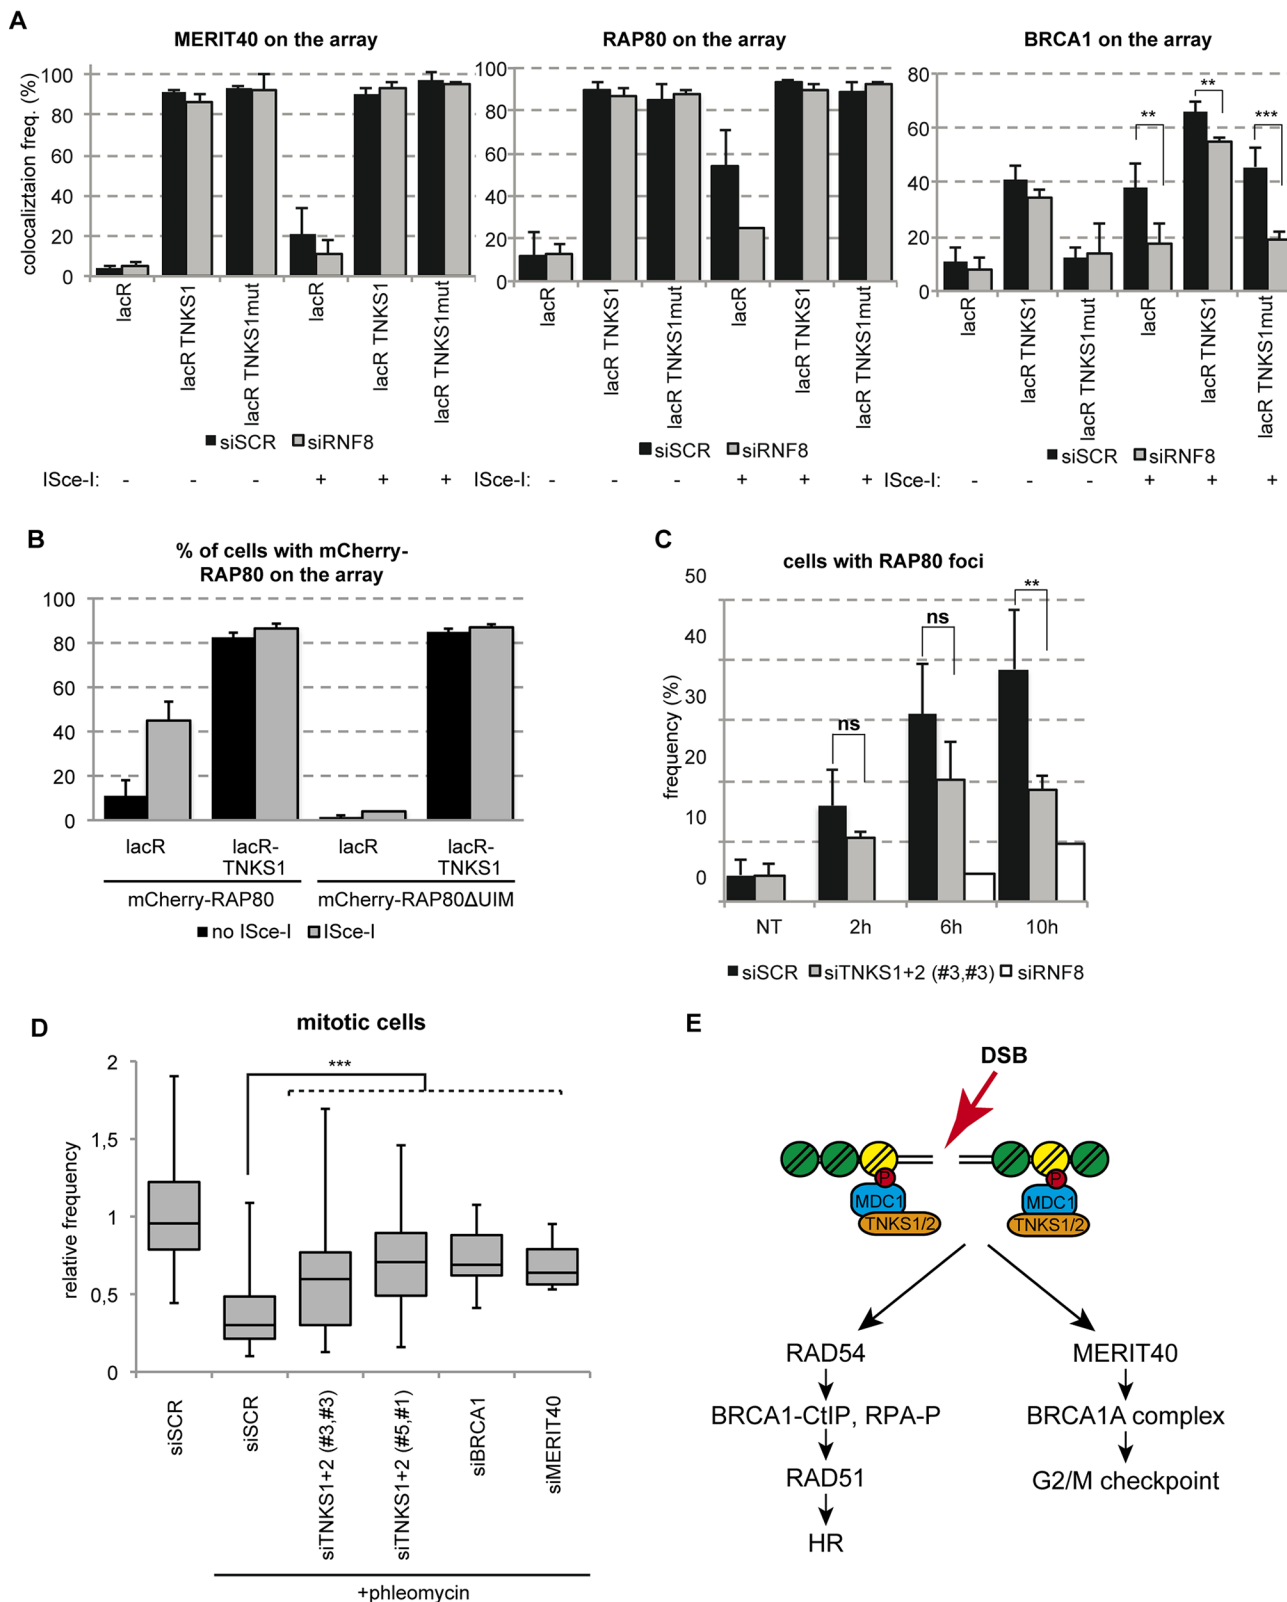 A
MERIT40 on the array
RAP80 on the array
BRCA1 on the array
colocaliztaion freq. (%)
100
80
60
40
20
0
100
80
60
40
20
0
80
60
40
20
0
**
**
***
lacR
lacR TNKS1
lacR TNKS1mut
lacR
lacR TNKS1
lacR TNKS1mut
lacR
lacR TNKS1
lacR TNKS1mut
lacR
lacR TNKS1
lacR TNKS1mut
lacR
lacR TNKS1
lacR TNKS1mut
lacR
lacR TNKS1
lacR TNKS1mut
siSCR siRNF8
siSCR siRNF8
siSCR siRNF8
ISce-I: - - - + + +
ISce-I: - - - + + +
ISce-I: - - - + + +
B
% of cells with mCherry-
RAP80 on the array
100
80
60
40
20
0
lacR
lacR-
TNKS1
lacR
lacR-
TNKS1
mCherry-RAP80
mCherry-RAP80ΔUIM
no ISce-I ISce-I
C
cells with RAP80 foci
frequency (%)
50
40
30
20
10
0
ns
ns
**
NT 2h 6h 10h
siSCR siTNKS1+2 (#3,#3) siRNF8
D
mitotic cells
relative frequency
2
1,5
1
0,5
0
***
siSCR
siSCR
siTNKS1+2 (#3,#3)
siTNKS1+2 (#5,#1)
siBRCA1
siMERIT40
+phleomycin
E
DSB
P
MDC1
TNKS1/2
P
MDC1
TNKS1/2
RAD54
BRCA1-CtIP, RPA-P
RAD51
HR
MERIT40
BRCA1A complex
G2/M checkpoint